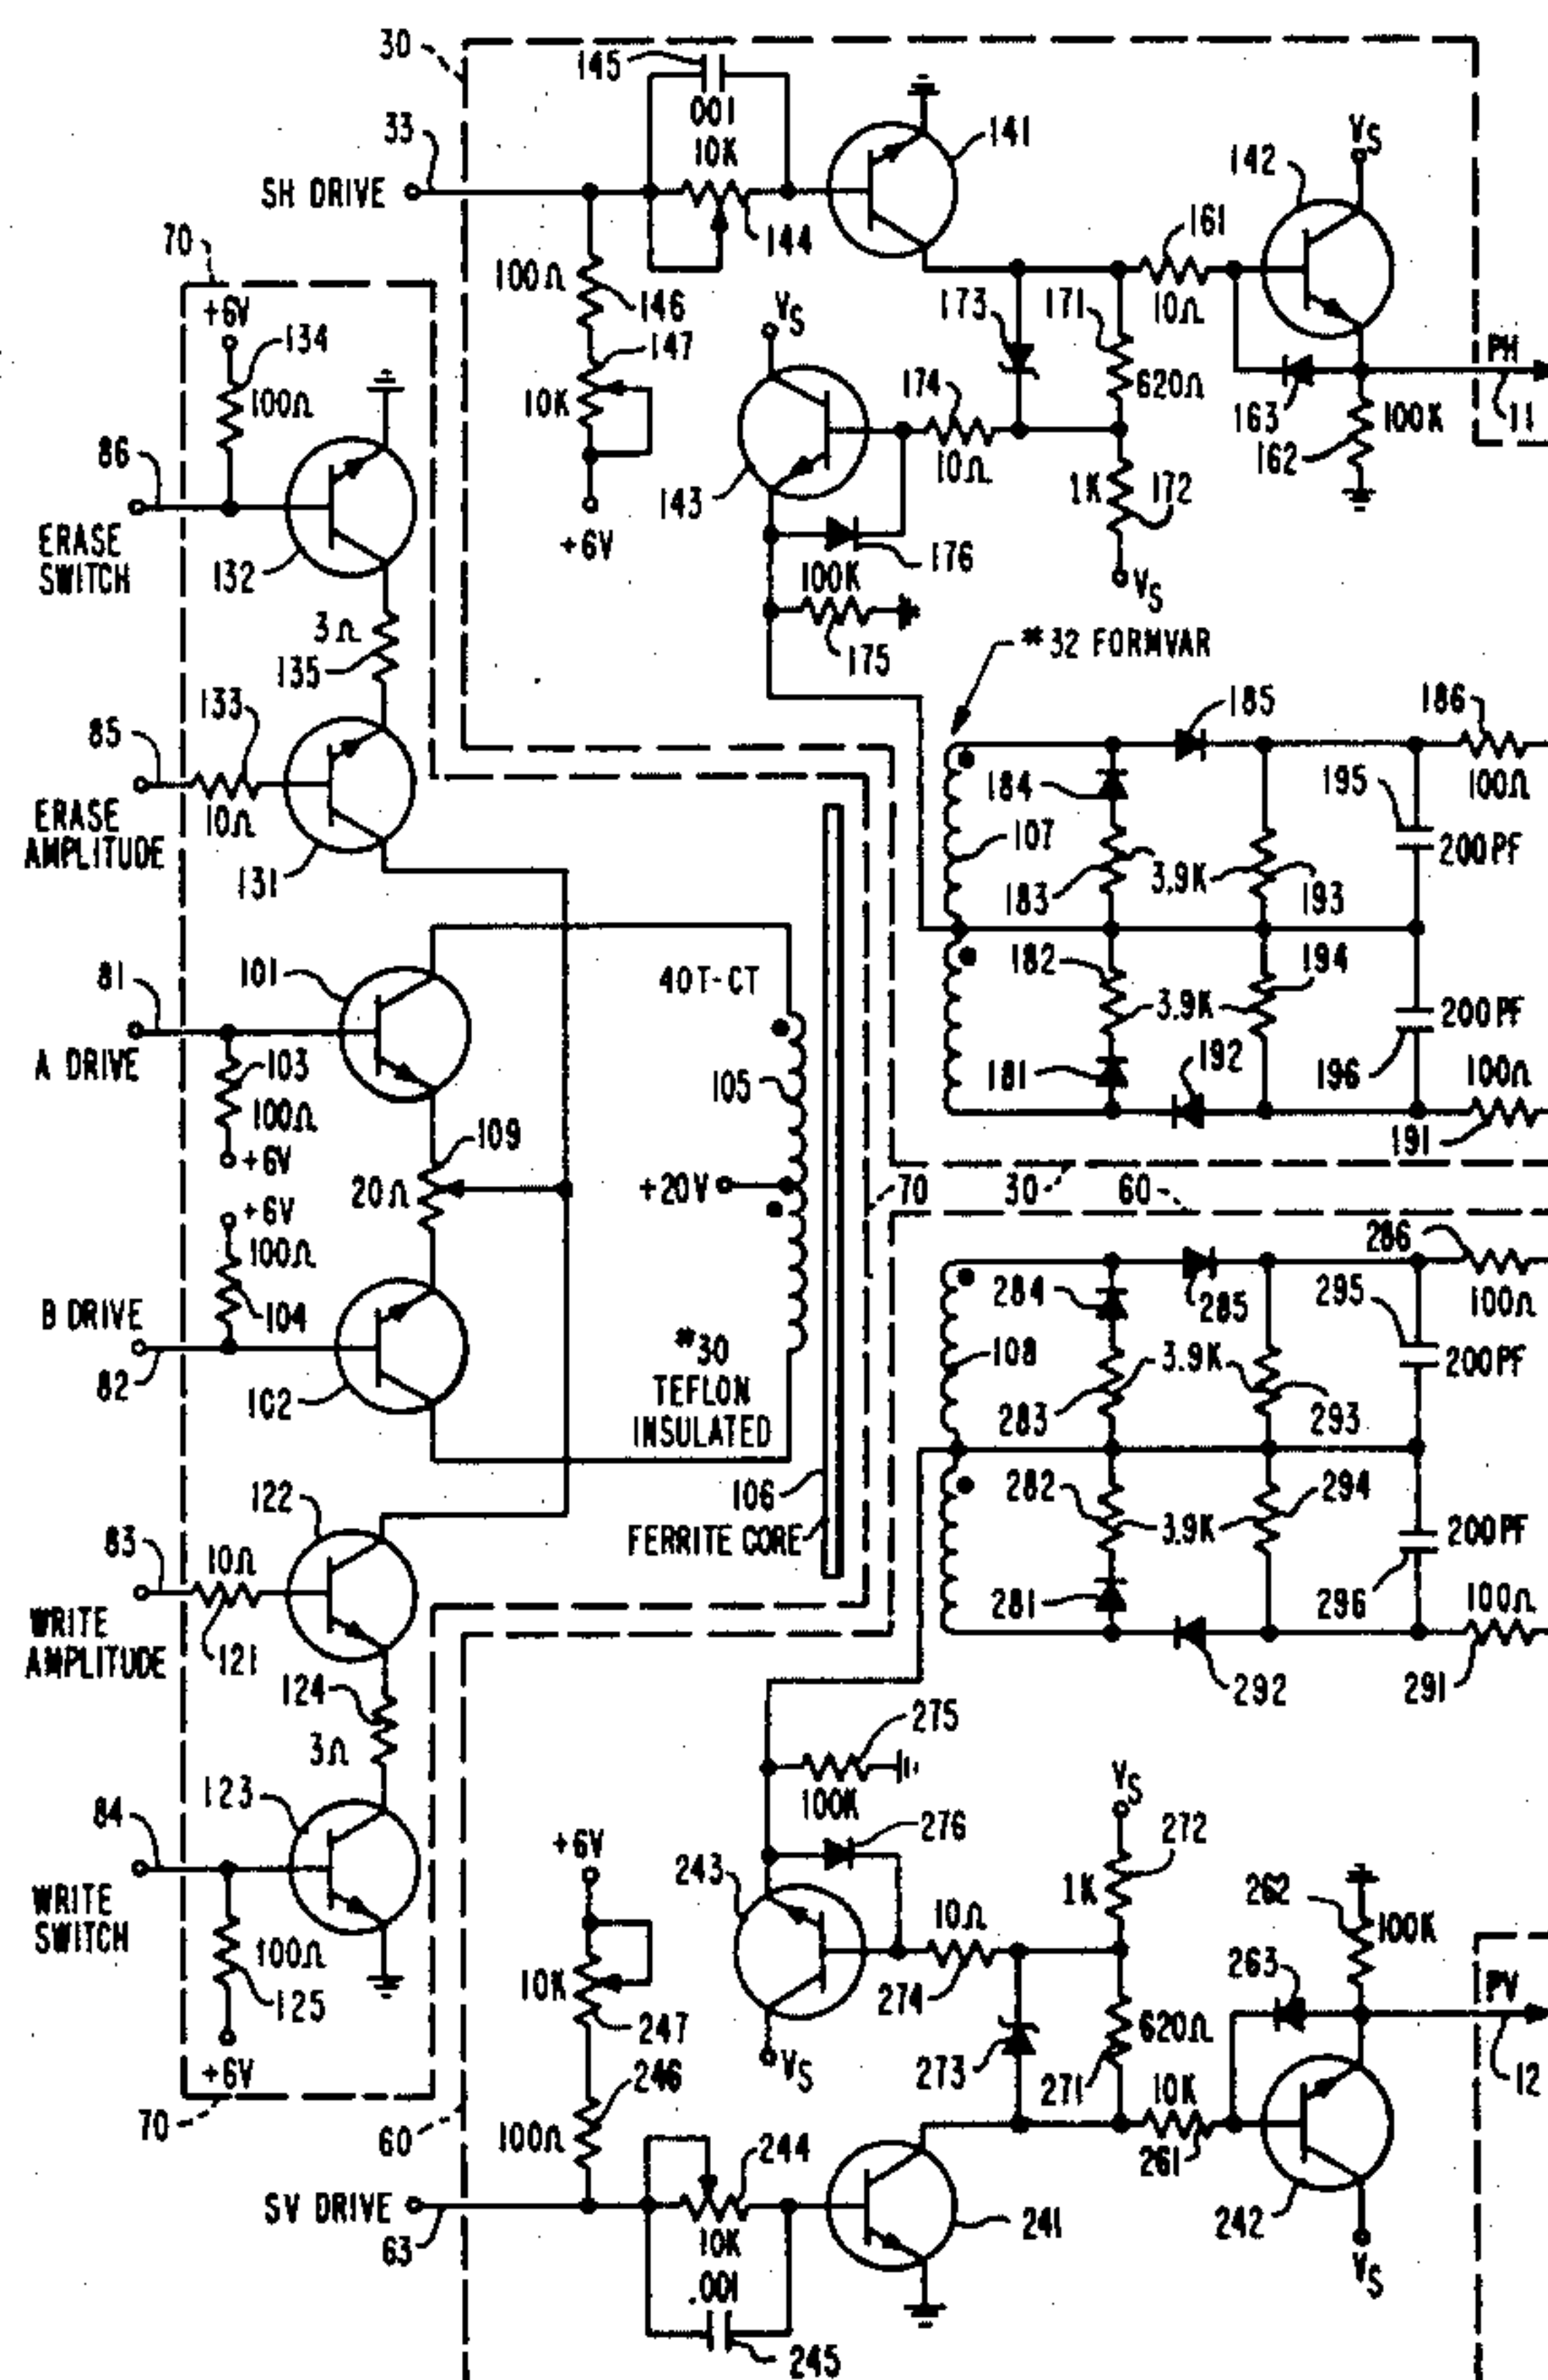 30
145
001
10K
33
SH DRIVE
144
141
142
VS
161
10Ω
70
+6V
134
100Ω
100Ω
146
147
10K
+6V
VS
173
171
620Ω
174
10Ω
163
162
100K
PH
11
86
ERASE
SWITCH
132
143
1K
172
176
VS
100K
175
3Ω
135
*32 FORMVAR
133
85
10Ω
ERASE
AMPLITUDE
131
185
186
100Ω
184
195
107
3.9K
200PF
183
193
81
101
40T-CT
182
194
A DRIVE
103
100Ω
+6V
105
3.9K
200PF
181
192
196
100Ω
191
109
20Ω
+20V
70
30
60
+6V
100Ω
104
B DRIVE
82
102
*30
TEFLON
INSULATED
286
284
285
295
100Ω
108
3.9K
200PF
283
293
106
FERRITE CORE
282
294
3.9K
200PF
281
296
100Ω
292
291
122
83
10Ω
WRITE
AMPLITUDE
121
124
3Ω
275
100K
84
123
WRITE
SWITCH
100Ω
125
+6V
70
+6V
276
243
VS
272
1K
262
100K
10Ω
274
10K
247
263
PV
12
VS
273
620Ω
271
246
100Ω
10K
261
60
244
SV DRIVE
63
10K
.001
245
241
242
VS